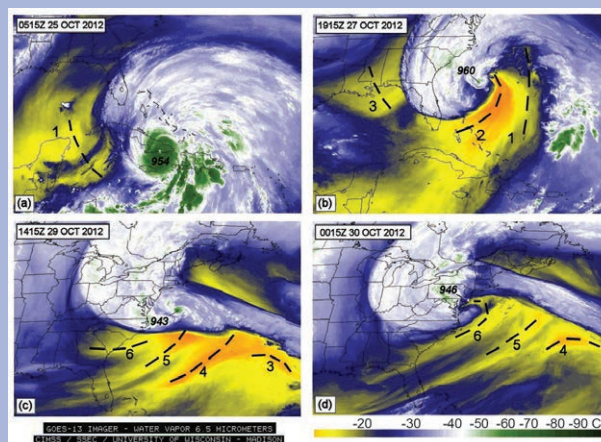 0515Z 25 OCT 2012
1
954
(a)
1915Z 27 OCT 2012
960
3
2
1
(b)
1415Z 29 OCT 2012
943
6
5
4
3
(c)
0015Z 30 OCT 2012
946
6
5
4
(d)
GOES-13 IMAGER - WATER VAPOR 6.5 MICROMETERS
CIMSS / SSEC / UNIVERSITY OF WISCONSIN - MADISON
-20 -30 -40 -50 -60 -70 -80 -90 C